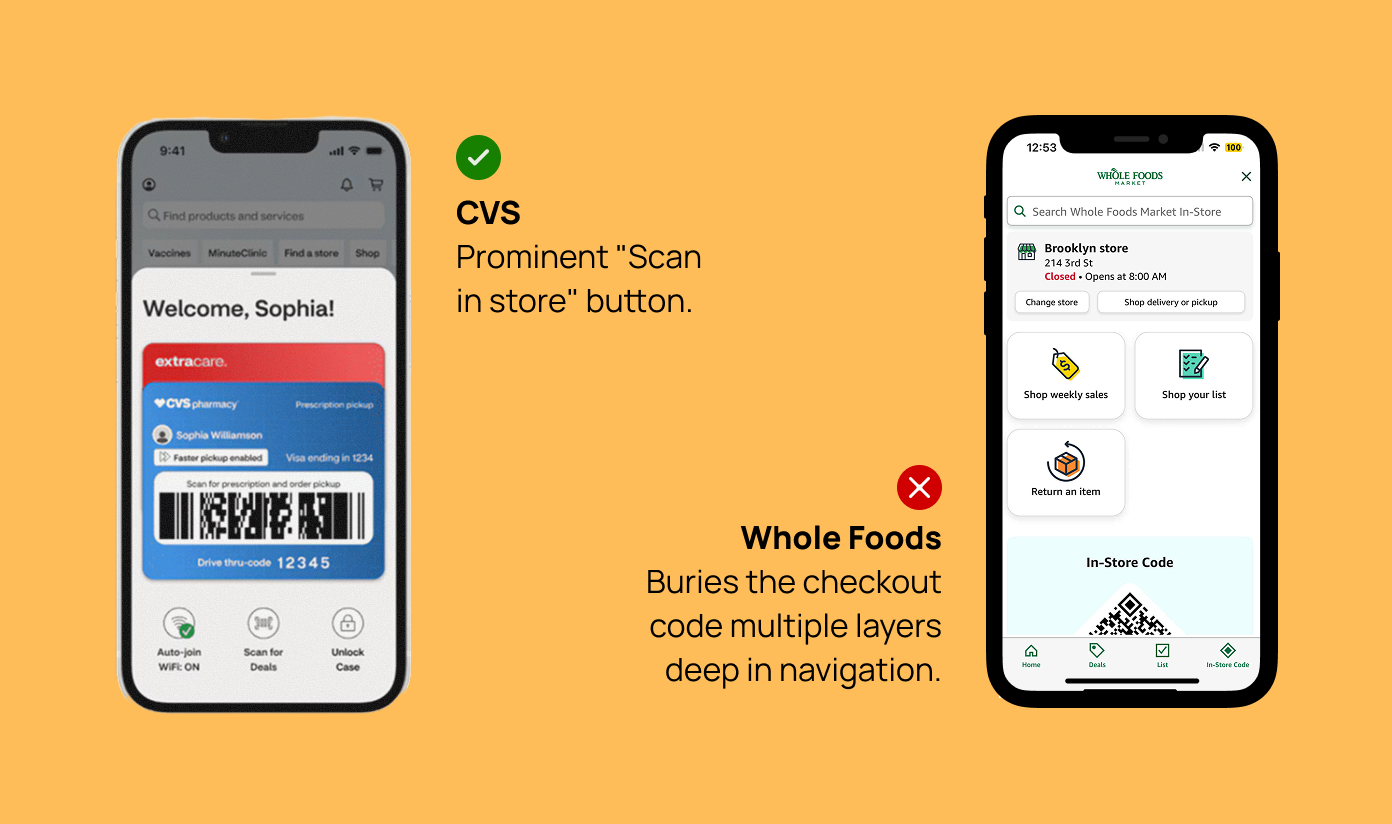 9:41
Find products and services
Vaccines
MinuteClinic
Find a store
Shop
Welcome, Sophia!
extracare.
CVS pharmacy
Prescription pickup
Sophia Williamson
Faster pickup enabled
Visa ending in 1234
Scan for prescription and order pickup
Drive thru-code 12345
Auto-join
WiFi: ON
Scan for
Deals
Unlock
Case
CVS
Prominent "Scan
in store" button.
Whole Foods
Buries the checkout
code multiple layers
deep in navigation.
12:53
100
WHOLE FOODS
MARKET
Search Whole Foods Market In-Store
Brooklyn store
214 3rd St
Closed • Opens at 8:00 AM
Change store
Shop delivery or pickup
Shop weekly sales
Shop your list
Return an item
In-Store Code
Home
Deals
List
In-Store Code